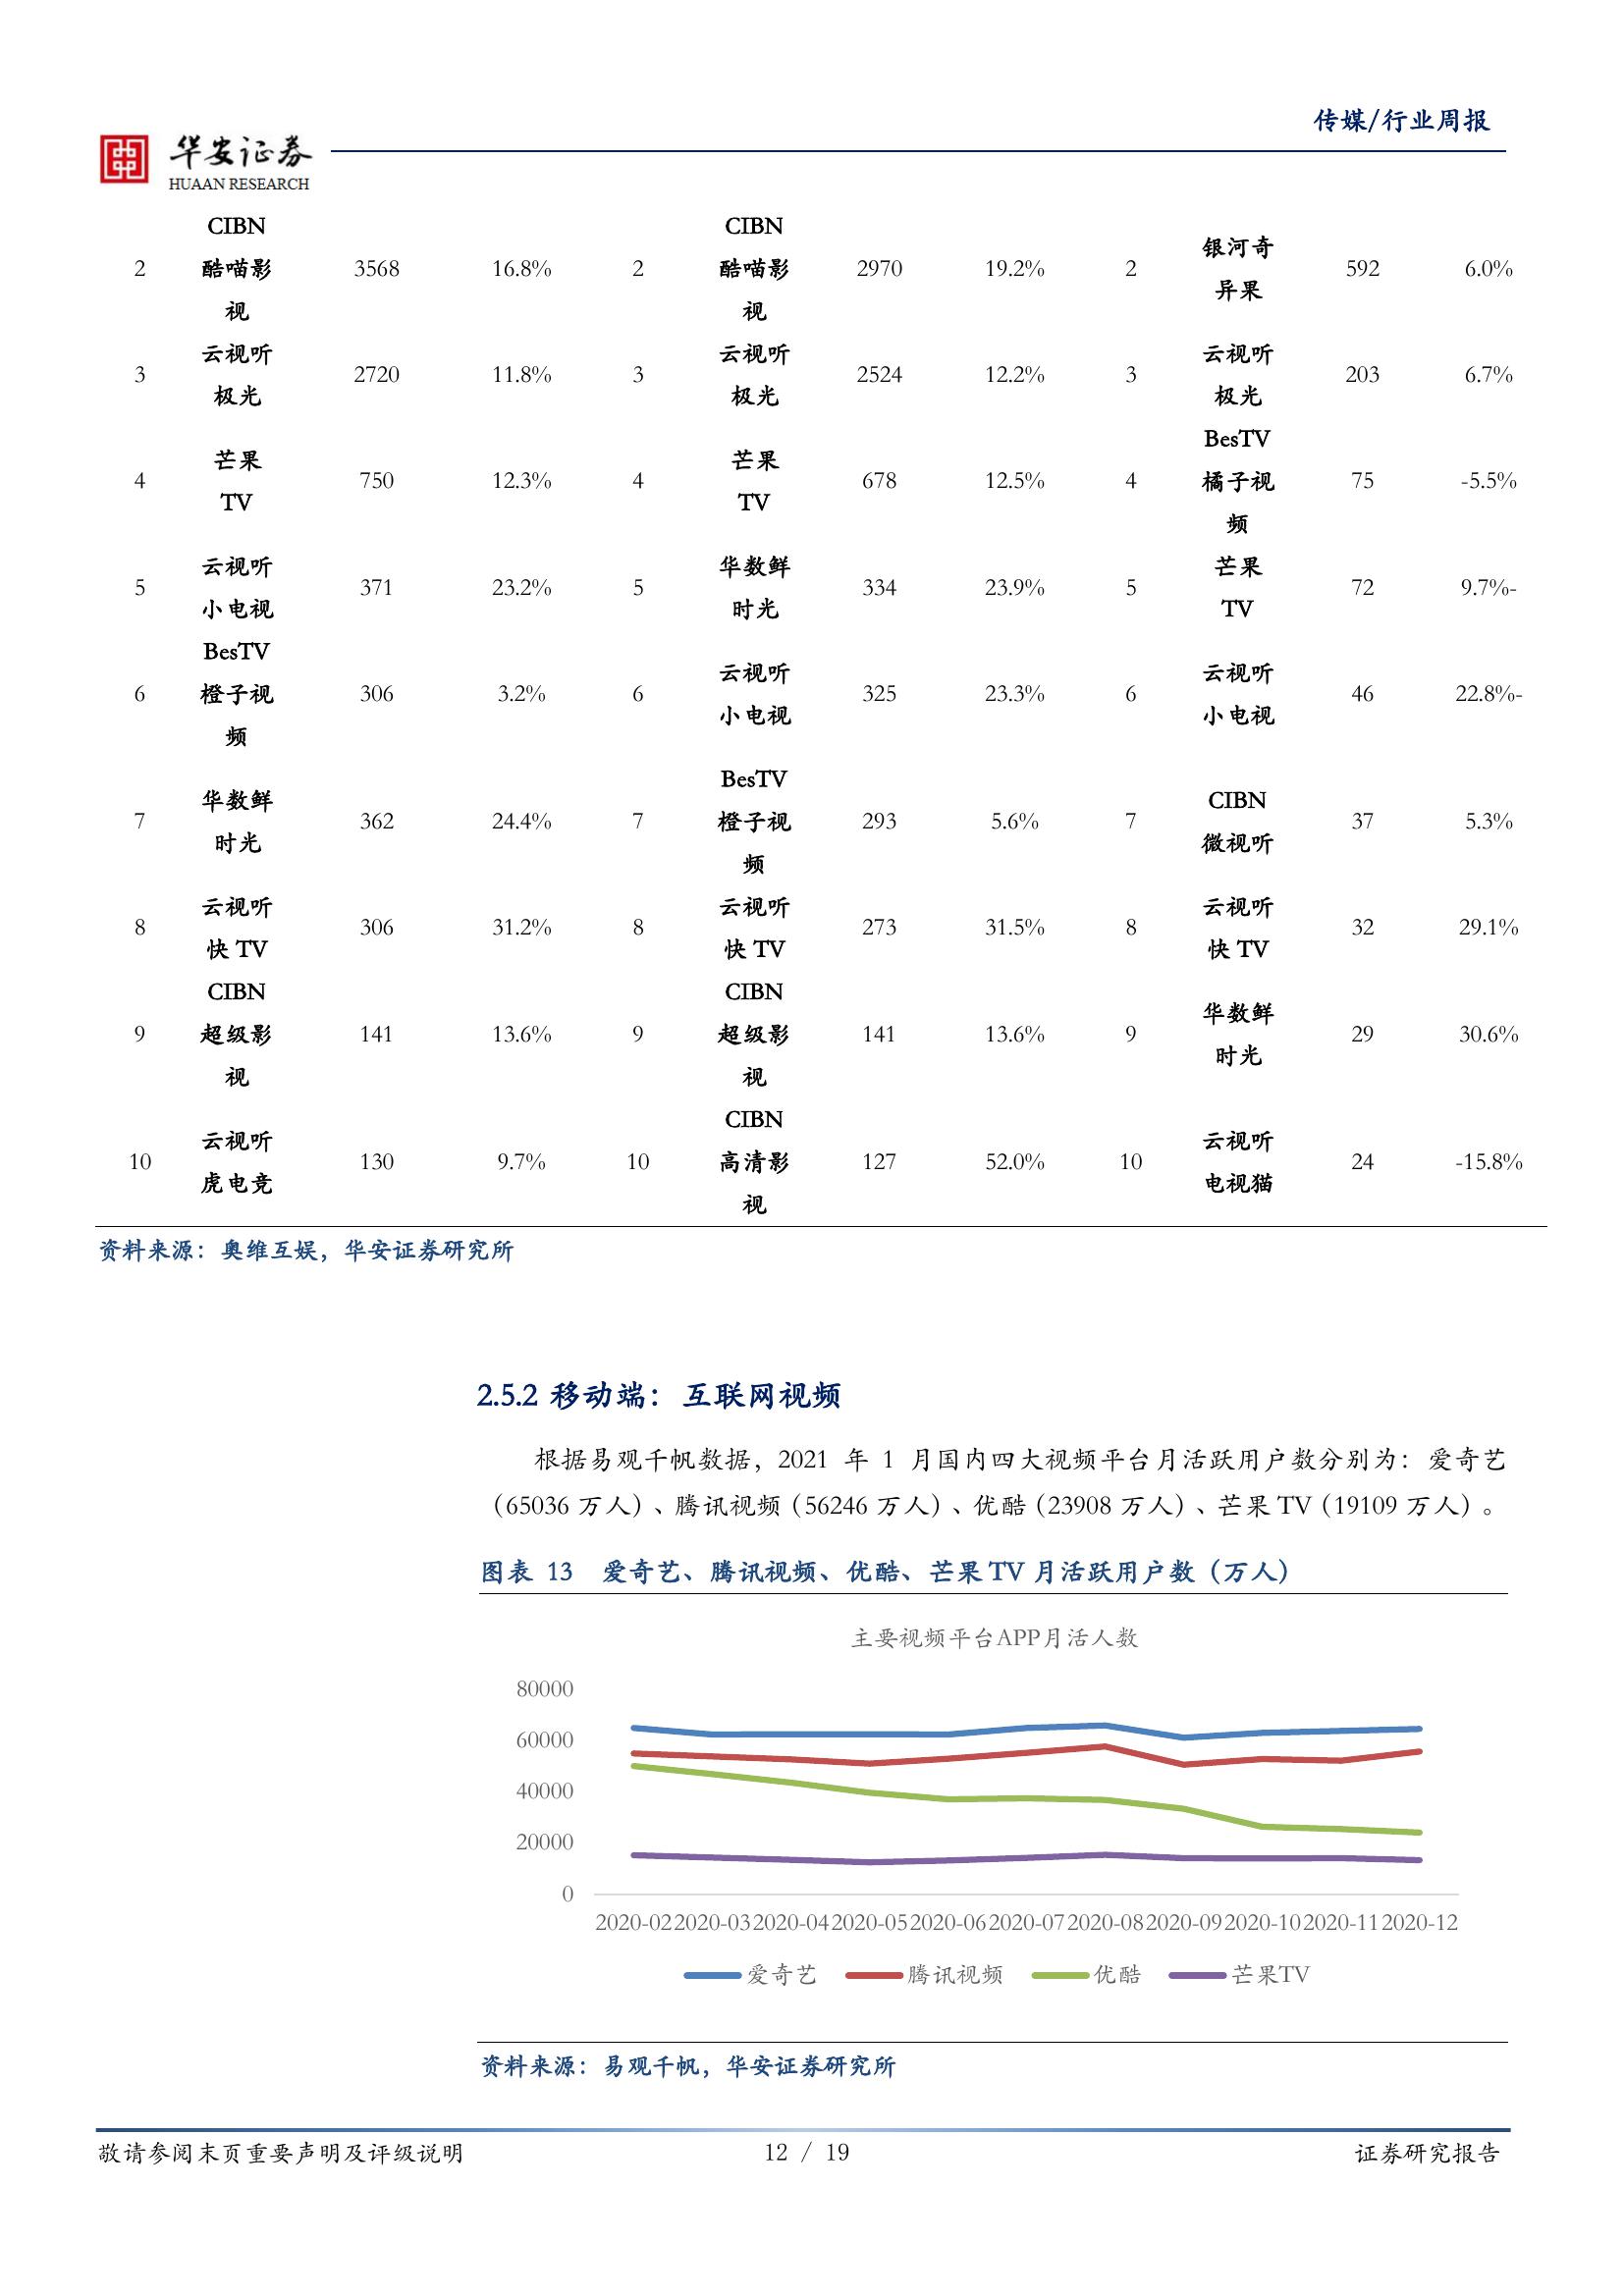 传媒/行业周报
华安证券
HUAAN RESEARCH
2 CIBN酷喵影视 3568 16.8% 2 CIBN酷喵影视 2970 19.2% 2 银河奇异果 592 6.0%
3 云视听极光 2720 11.8% 3 云视听极光 2524 12.2% 3 云视听极光 203 6.7%
4 芒果TV 750 12.3% 4 芒果TV 678 12.5% 4 BesTV橘子视频 75 -5.5%
5 云视听小电视 371 23.2% 5 华数鲜时光 334 23.9% 5 芒果TV 72 9.7%-
6 BesTV橙子视频 306 3.2% 6 云视听小电视 325 23.3% 6 云视听小电视 46 22.8%-
7 华数鲜时光 362 24.4% 7 BesTV橙子视频 293 5.6% 7 CIBN微视听 37 5.3%
8 云视听快TV 306 31.2% 8 云视听快TV 273 31.5% 8 云视听快TV 32 29.1%
9 CIBN超级影视 141 13.6% 9 CIBN超级影视 141 13.6% 9 华数鲜时光 29 30.6%
10 云视听虎电竞 130 9.7% 10 CIBN高清影视 127 52.0% 10 云视听电视猫 24 -15.8%
资料来源：奥维互娱，华安证券研究所
2.5.2 移动端：互联网视频
根据易观千帆数据，2021 年 1 月国内四大视频平台月活跃用户数分别为：爱奇艺
（65036 万人）、腾讯视频（56246 万人）、优酷（23908 万人）、芒果 TV（19109 万人）。
图表 13 爱奇艺、腾讯视频、优酷、芒果 TV 月活跃用户数（万人）
主要视频平台APP月活人数
80000
60000
40000
20000
0
2020-02 2020-03 2020-04 2020-05 2020-06 2020-07 2020-08 2020-09 2020-10 2020-11 2020-12
爱奇艺 腾讯视频 优酷 芒果TV
资料来源：易观千帆，华安证券研究所
敬请参阅末页重要声明及评级说明 12 / 19 证券研究报告